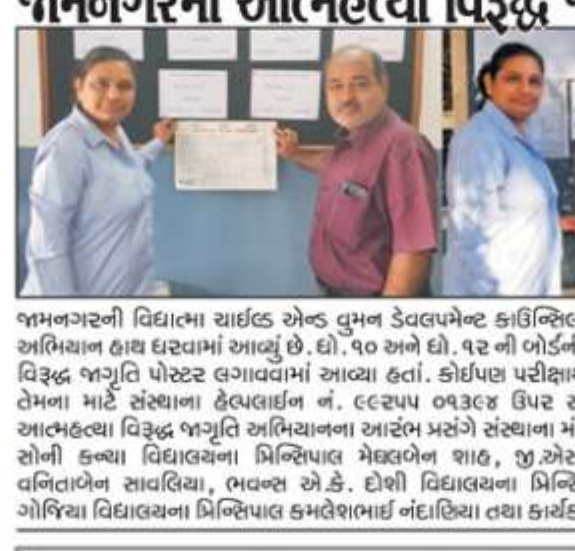 જામનગરમાં આત્મહત્યા વિરૂદ્ધ
જામનગરની વિદ્યાત્મા ચાઈલ્ડ એન્ડ વુમન ડેવલપમેન્ટ કાઉન્સિલ
અભિયાન હાથ ધરવામાં આવ્યું છે. ધો. ૧૦ અને ધો. ૧૨ ની બોર્ડની
વિરૂદ્ધ જાગૃતિ પોસ્ટર લગાવવામાં આવ્યા હતાં. કોઈપણ પરીક્ષા
તેમના માટે સંસ્થાના હેલ્પલાઈન નં. ૯૯૨૫૫ ૦૧૩૯૪ ઉપર
આત્મહત્યા વિરૂદ્ધ જાગૃતિ અભિયાનના આરંભ પ્રસંગે સંસ્થાના મં
સોની કન્યા વિદ્યાલયના પ્રિન્સિપાલ મેઘલબેન શાહ, જી.એસ
વનિતાબેન સાવલિયા, ભવન્સ એ.કે. દોશી વિદ્યાલયના પ્રિન્સિ
ગોજિયા વિદ્યાલયના પ્રિન્સિપાલ કમલેશભાઈ નંદાણિયા તથા કાર્યક